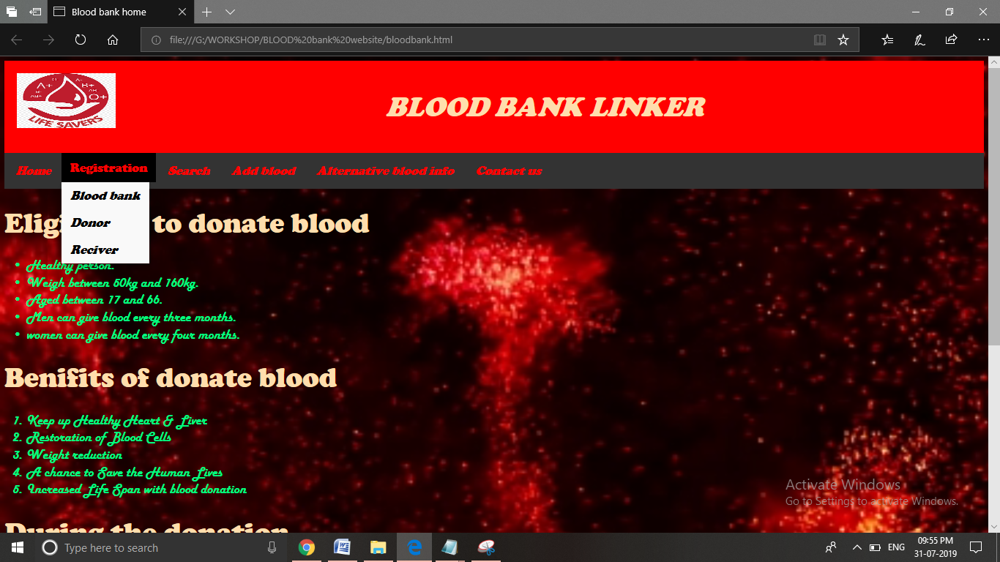 Blood bank home
file:///G:/WORKSHOP/BLOOD%20bank%20website/bloodbank.html
A+ B+
O+
LIFE SAVERS
BLOOD BANK LINKER
Home Registration Search Add blood Alternative blood info Contact us
Blood bank
Donor
Reciver
Elig to donate blood
• Healthy person.
• Weigh between 50kg and 160kg.
• Aged between 17 and 66.
• Men can give blood every three months.
• women can give blood every four months.
Benifits of donate blood
1. Keep up Healthy Heart & Liver
2. Restoration of Blood Cells
3. Weight reduction
4. A chance to Save the Human Lives
5. Increased Life Span with blood donation
Activate Windows
Go to Settings to activate Windows.
During the donation
Type here to search
ENG
09:55 PM
31-07-2019